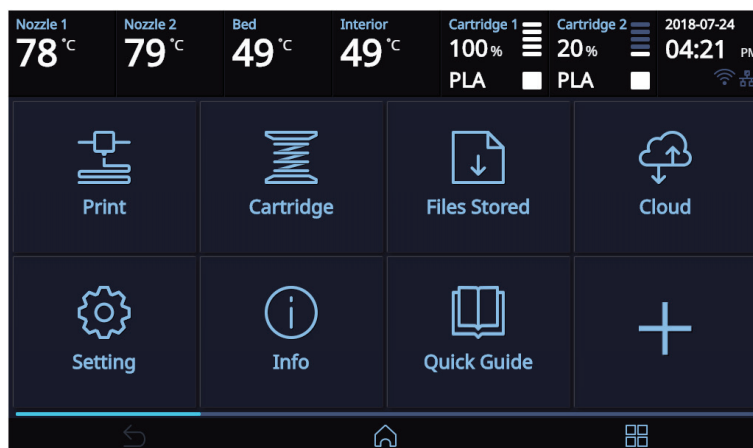 Nozzle 1 Nozzle 2 Bed Interior Cartridge 1 Cartridge 2 2018-07-24
78 °C 79 °C 49 °C 49 °C 100 % 20 % 04:21 PM
PLA PLA
Print Cartridge Files Stored Cloud
Setting Info Quick Guide